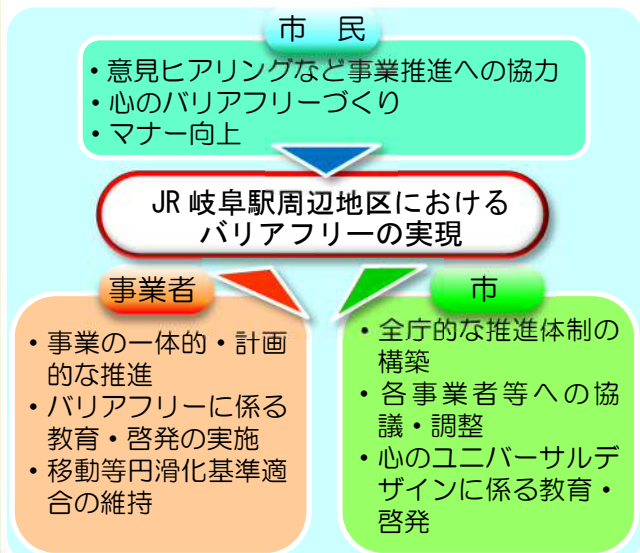 市 民
・意見ヒアリングなど事業推進への協力
・心のバリアフリーづくり
・マナー向上
JR 岐阜駅周辺地区における
バリアフリーの実現
事業者
・事業の一体的・計画
的な推進
・バリアフリーに係る
教育・啓発の実施
・移動等円滑化基準適
合の維持
市
・全庁的な推進体制の
構築
・各事業者等への協
議・調整
・心のユニバーサルデ
ザインに係る教育・
啓発